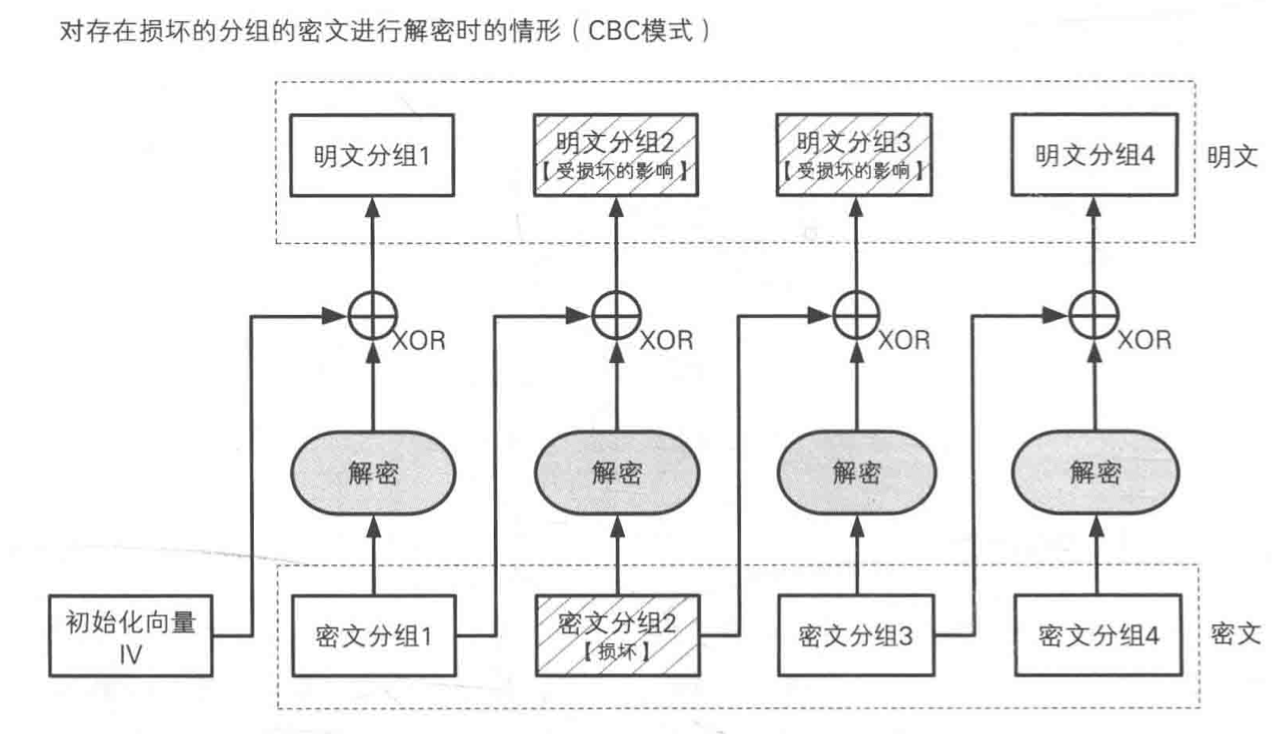 对存在损坏的分组的密文进行解密时的情形（CBC模式）
明文分组1
明文分组2
【受损坏的影响】
明文分组3
【受损坏的影响】
明文分组4
明文
XOR
XOR
XOR
XOR
解密
解密
解密
解密
初始化向量
IV
密文分组1
密文分组2
【损坏】
密文分组3
密文分组4
密文